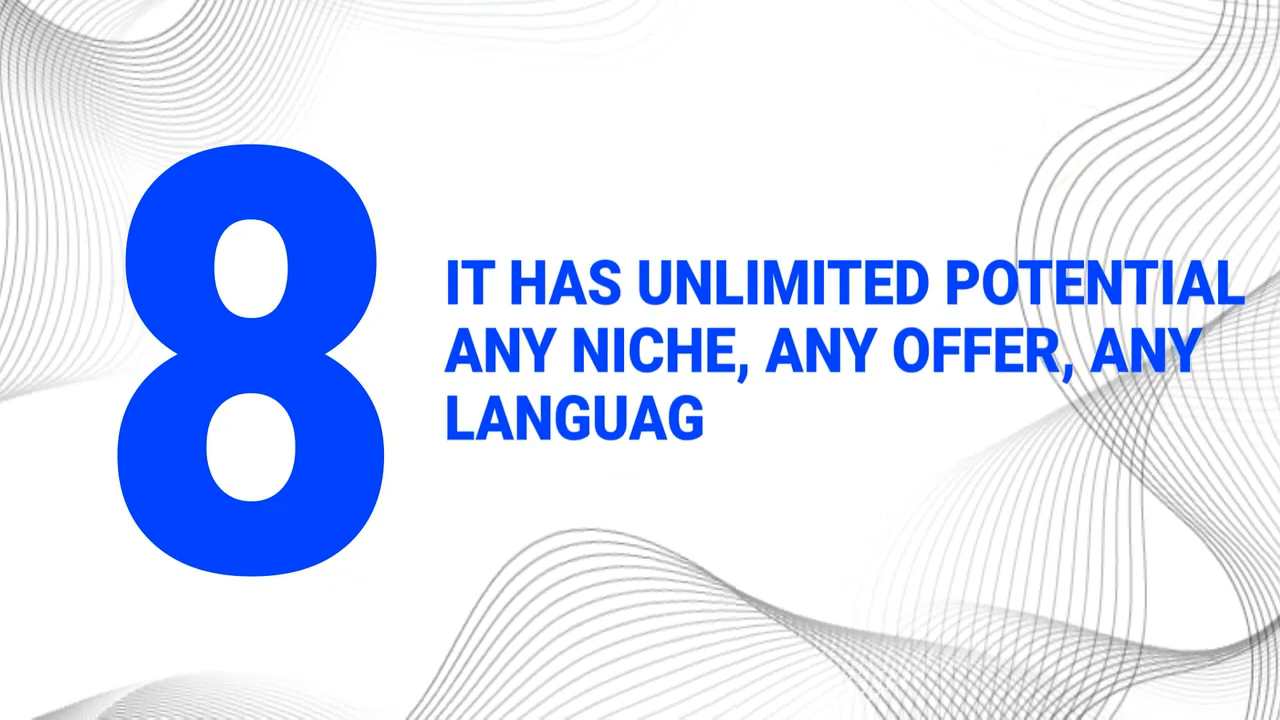 8
IT HAS UNLIMITED POTENTIAL
ANY NICHE, ANY OFFER, ANY
LANGUAG